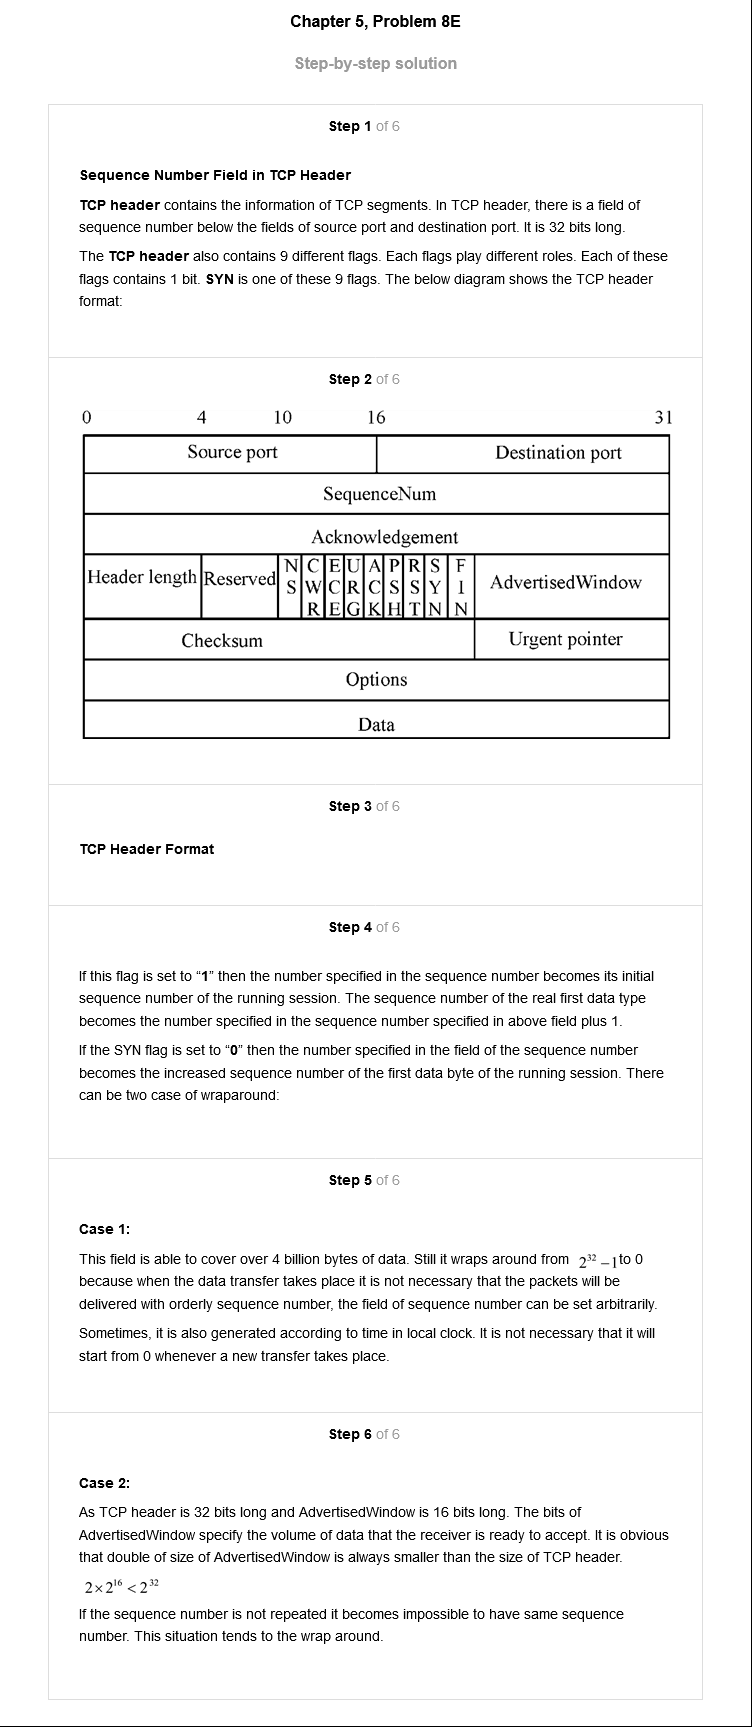 Chapter 5, Problem 8E
Step-by-step solution
Step 1 of 6
Sequence Number Field in TCP Header
TCP header contains the information of TCP segments. In TCP header, there is a field of
sequence number below the fields of source port and destination port. It is 32 bits long.
The TCP header also contains 9 different flags. Each flags play different roles. Each of these
flags contains 1 bit. SYN is one of these 9 flags. The below diagram shows the TCP header
format:
Step 2 of 6
0 4 10 16 31
Source port Destination port
SequenceNum
Acknowledgement
Header length Reserved NS CWR ECE URG ACK PSH RST SYN FIN AdvertisedWindow
Checksum Urgent pointer
Options
Data
Step 3 of 6
TCP Header Format
Step 4 of 6
If this flag is set to “1” then the number specified in the sequence number becomes its initial
sequence number of the running session. The sequence number of the real first data type
becomes the number specified in the sequence number specified in above field plus 1.
If the SYN flag is set to “0” then the number specified in the field of the sequence number
becomes the increased sequence number of the first data byte of the running session. There
can be two case of wraparound:
Step 5 of 6
Case 1:
This field is able to cover over 4 billion bytes of data. Still it wraps around from 2³² – 1 to 0
because when the data transfer takes place it is not necessary that the packets will be
delivered with orderly sequence number, the field of sequence number can be set arbitrarily.
Sometimes, it is also generated according to time in local clock. It is not necessary that it will
start from 0 whenever a new transfer takes place.
Step 6 of 6
Case 2:
As TCP header is 32 bits long and AdvertisedWindow is 16 bits long. The bits of
AdvertisedWindow specify the volume of data that the receiver is ready to accept. It is obvious
that double of size of AdvertisedWindow is always smaller than the size of TCP header.
2×2¹⁶ < 2³²
If the sequence number is not repeated it becomes impossible to have same sequence
number. This situation tends to the wrap around.